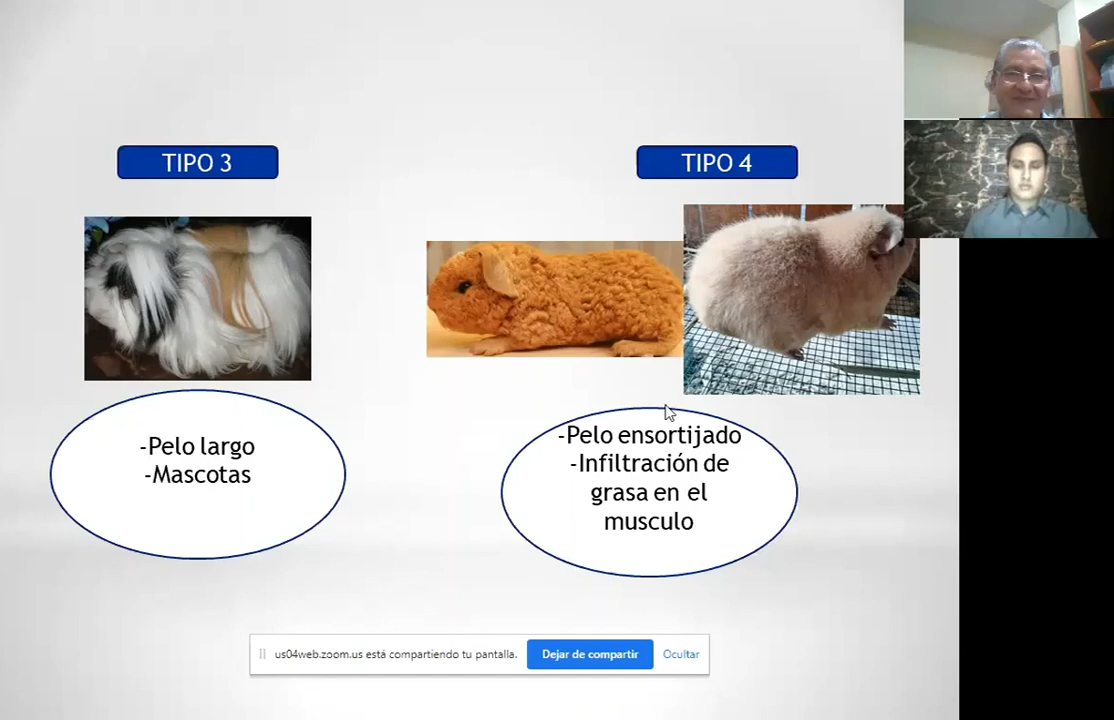 TIPO 3
TIPO 4
-Pelo largo
-Mascotas
-Pelo ensortijado
-Infiltración de
grasa en el
musculo
us04web.zoom.us está compartiendo tu pantalla.
Dejar de compartir
Ocultar